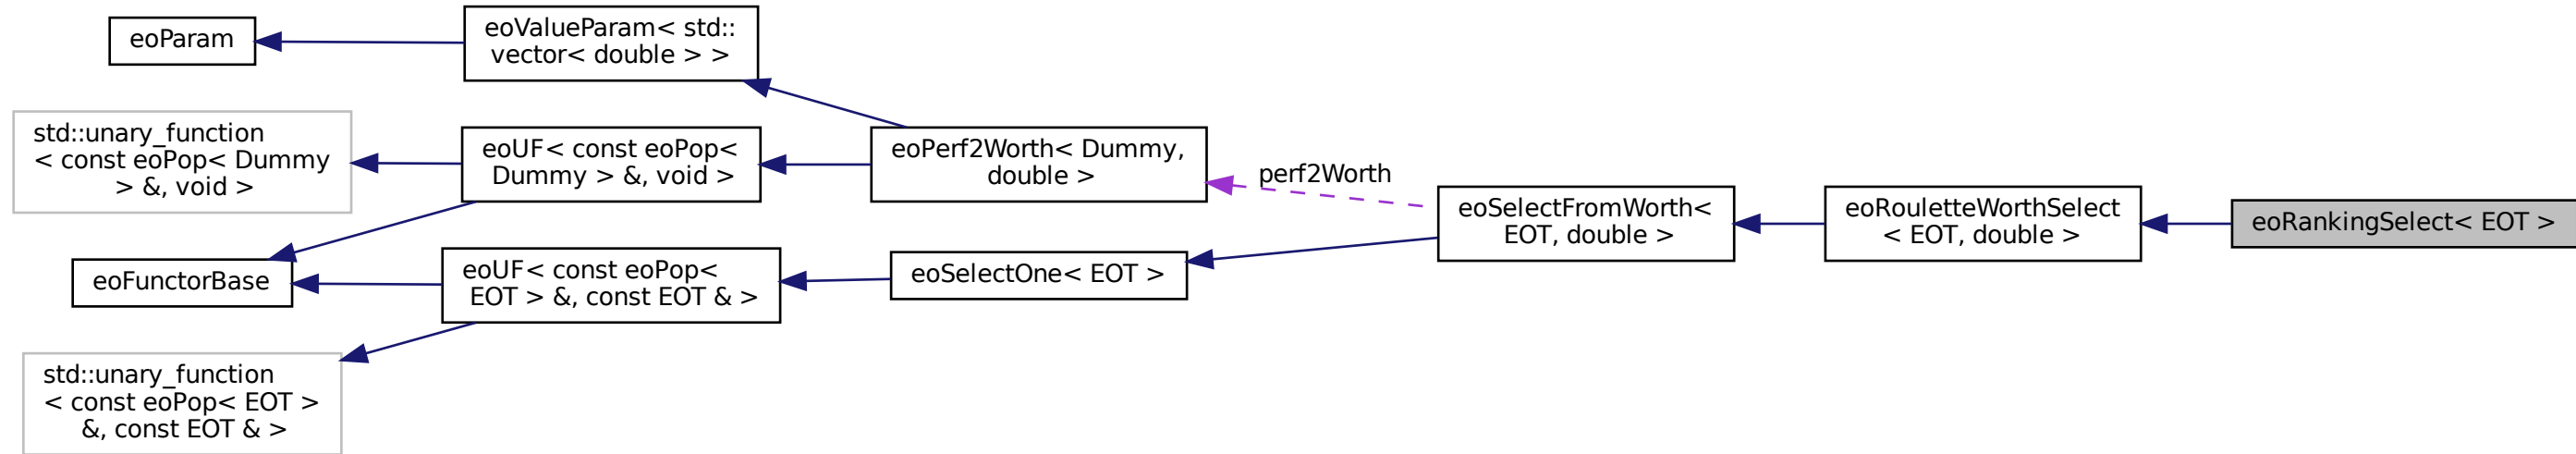 eoParam
eoValueParam< std::
vector< double > >
std::unary_function
< const eoPop< Dummy
> &, void >
eoUF< const eoPop<
Dummy > &, void >
eoPerf2Worth< Dummy,
double >
perf2Worth
eoSelectFromWorth<
EOT, double >
eoRouletteWorthSelect
< EOT, double >
eoRankingSelect< EOT >
eoFunctorBase
eoUF< const eoPop<
EOT > &, const EOT & >
eoSelectOne< EOT >
std::unary_function
< const eoPop< EOT >
&, const EOT & >